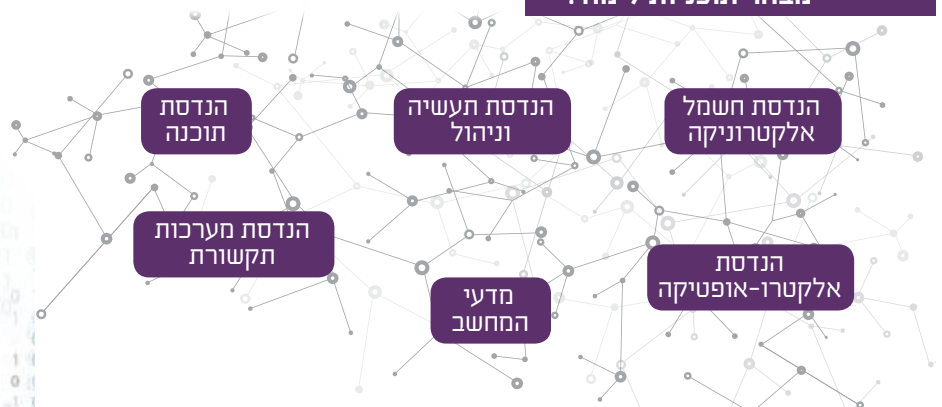 הנדסת חשמל
אלקטרוניקה
הנדסת תעשיה
וניהול
הנדסת
תוכנה
הנדסת
אלקטרו-אופטיקה
מדעי
המחשב
הנדסת מערכות
תקשורת